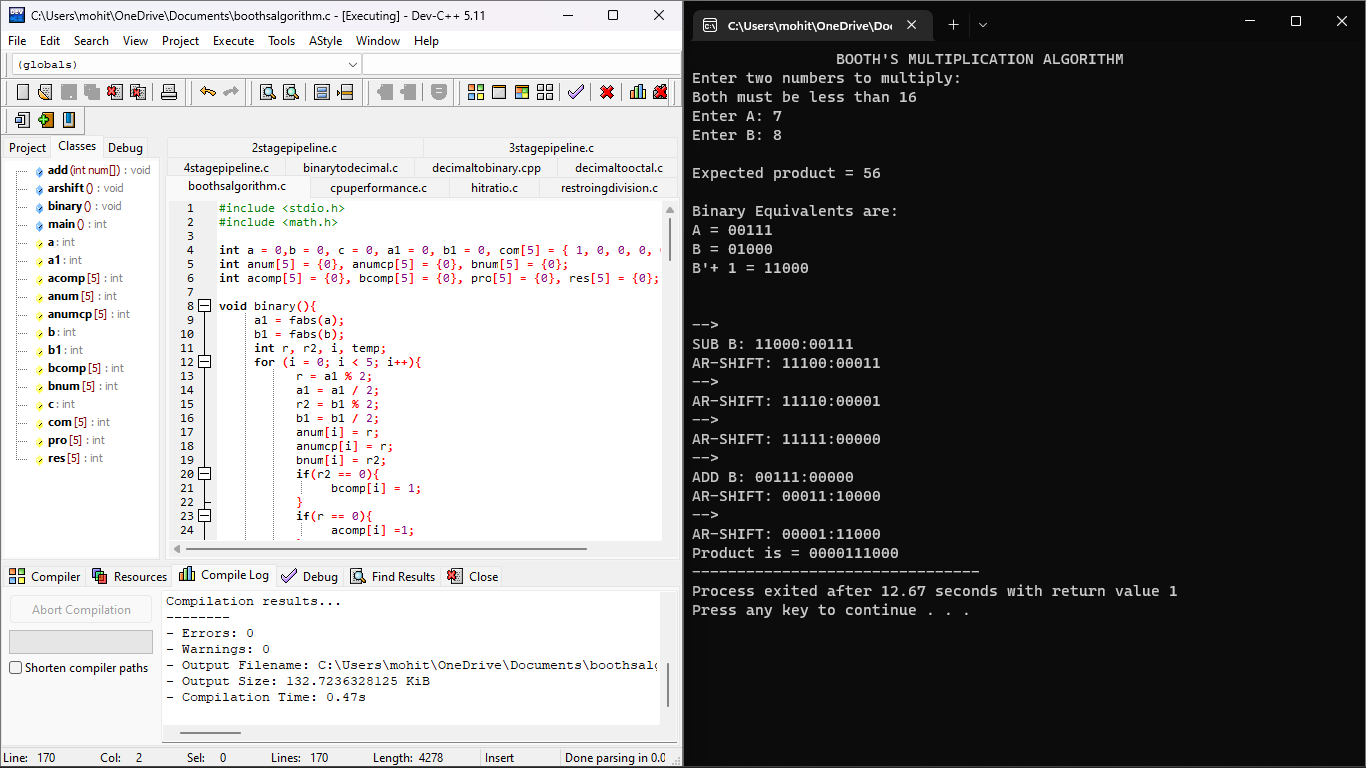 C:\Users\mohit\OneDrive\Documents\boothsalgorithm.c - [Executing] - Dev-C++ 5.11
File Edit Search View Project Execute Tools AStyle Window Help
(globals)
Project Classes Debug
add (int num[]) : void
arshift () : void
binary () : void
main () : int
a : int
a1 : int
acomp [5] : int
anum [5] : int
anumcp [5] : int
b : int
b1 : int
bcomp [5] : int
bnum [5] : int
c : int
com [5] : int
pro [5] : int
res [5] : int
2stagepipeline.c 3stagepipeline.c
4stagepipeline.c binarytodecimal.c decimaltobinary.cpp decimaltooctal.c
boothsalgorithm.c cpuperformance.c hitratio.c restroingdivision.c
1 #include <stdio.h>
2 #include <math.h>
3
4 int a = 0,b = 0, c = 0, a1 = 0, b1 = 0, com[5] = { 1, 0, 0, 0,
5 int anum[5] = {0}, anumcp[5] = {0}, bnum[5] = {0};
6 int acomp[5] = {0}, bcomp[5] = {0}, pro[5] = {0}, res[5] = {0};
7
8 void binary(){
9 a1 = fabs(a);
10 b1 = fabs(b);
11 int r, r2, i, temp;
12 for (i = 0; i < 5; i++){
13 r = a1 % 2;
14 a1 = a1 / 2;
15 r2 = b1 % 2;
16 b1 = b1 / 2;
17 anum[i] = r;
18 anumcp[i] = r;
19 bnum[i] = r2;
20 if(r2 == 0){
21 bcomp[i] = 1;
22 }
23 if(r == 0){
24 acomp[i] =1;
Compiler Resources Compile Log Debug Find Results Close
Abort Compilation
Shorten compiler paths
Compilation results...
--------
- Errors: 0
- Warnings: 0
- Output Filename: C:\Users\mohit\OneDrive\Documents\boothsalg
- Output Size: 132.7236328125 KiB
- Compilation Time: 0.47s
Line: 170 Col: 2 Sel: 0 Lines: 170 Length: 4278 Insert Done parsing in 0.0
C:\Users\mohit\OneDrive\Doc
BOOTH'S MULTIPLICATION ALGORITHM
Enter two numbers to multiply:
Both must be less than 16
Enter A: 7
Enter B: 8
Expected product = 56
Binary Equivalents are:
A = 00111
B = 01000
B'+ 1 = 11000
-->
SUB B: 11000:00111
AR-SHIFT: 11100:00011
-->
AR-SHIFT: 11110:00001
-->
AR-SHIFT: 11111:00000
-->
ADD B: 00111:00000
AR-SHIFT: 00011:10000
-->
AR-SHIFT: 00001:11000
Product is = 0000111000
--------------------------------
Process exited after 12.67 seconds with return value 1
Press any key to continue . . .